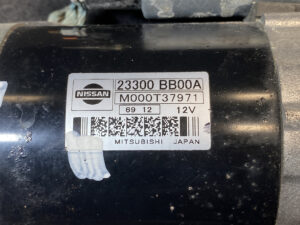 NISSAN
23300 BB00A
M000T37971
69 12 12V
MITSUBISHI JAPAN